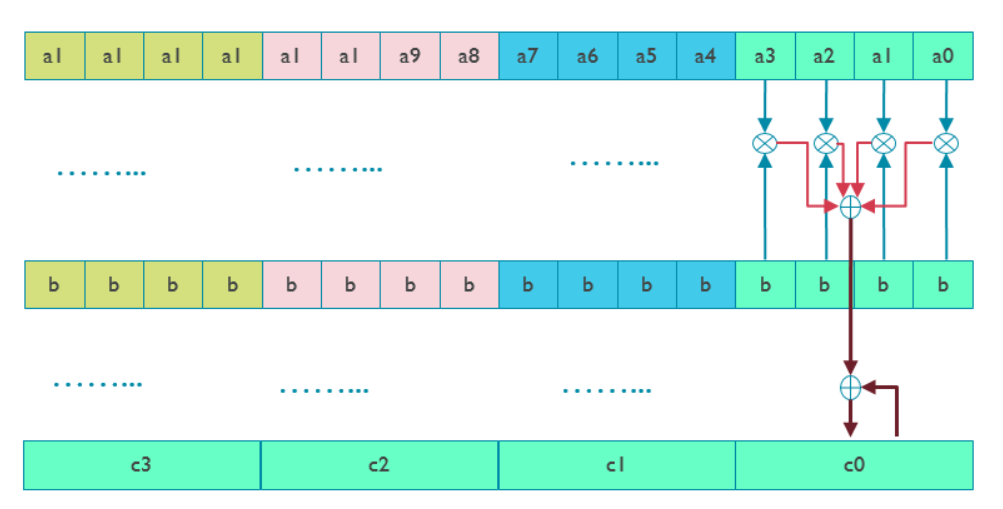 a1 a1 a1 a1 a1 a1 a9 a8 a7 a6 a5 a4 a3 a2 a1 a0
........... ........... ...........
b b b b b b b b b b b b b b b b
........... ........... ...........
c3 c2 c1 c0